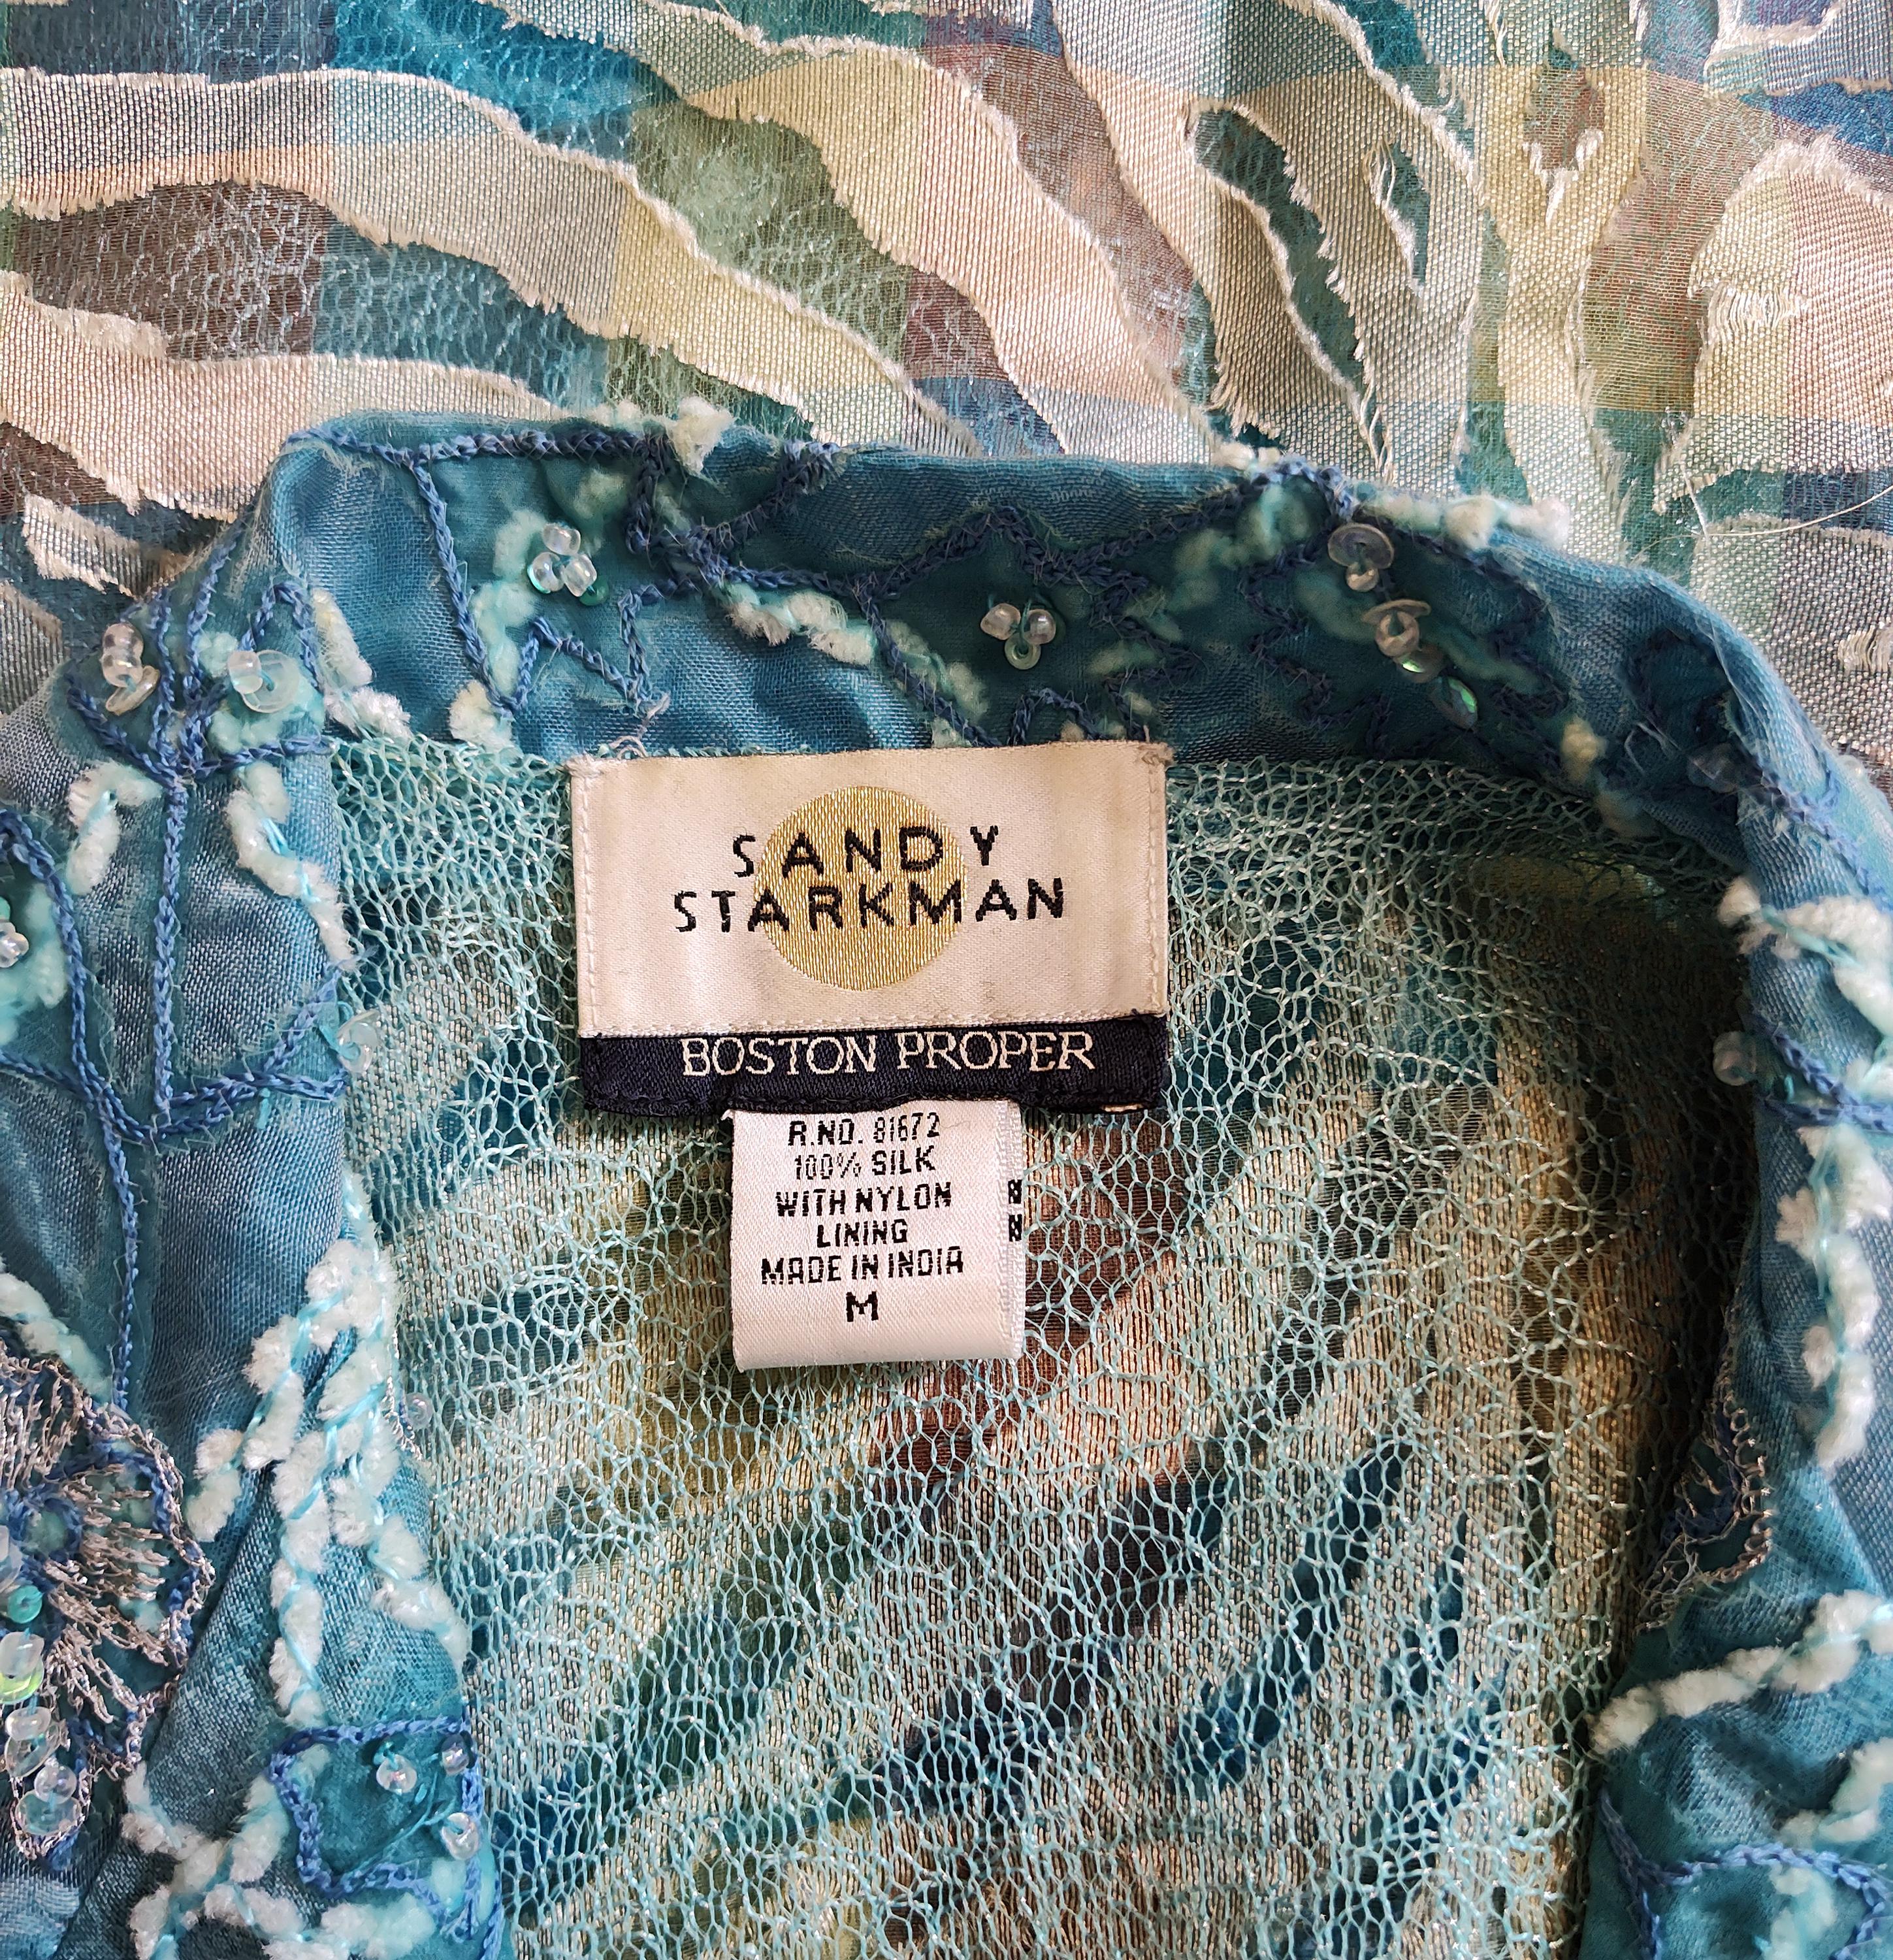 SANDY
STARKMAN
BOSTON PROPER
R.NO. 81672
100% SILK
WITH NYLON
LINING
MADE IN INDIA
M